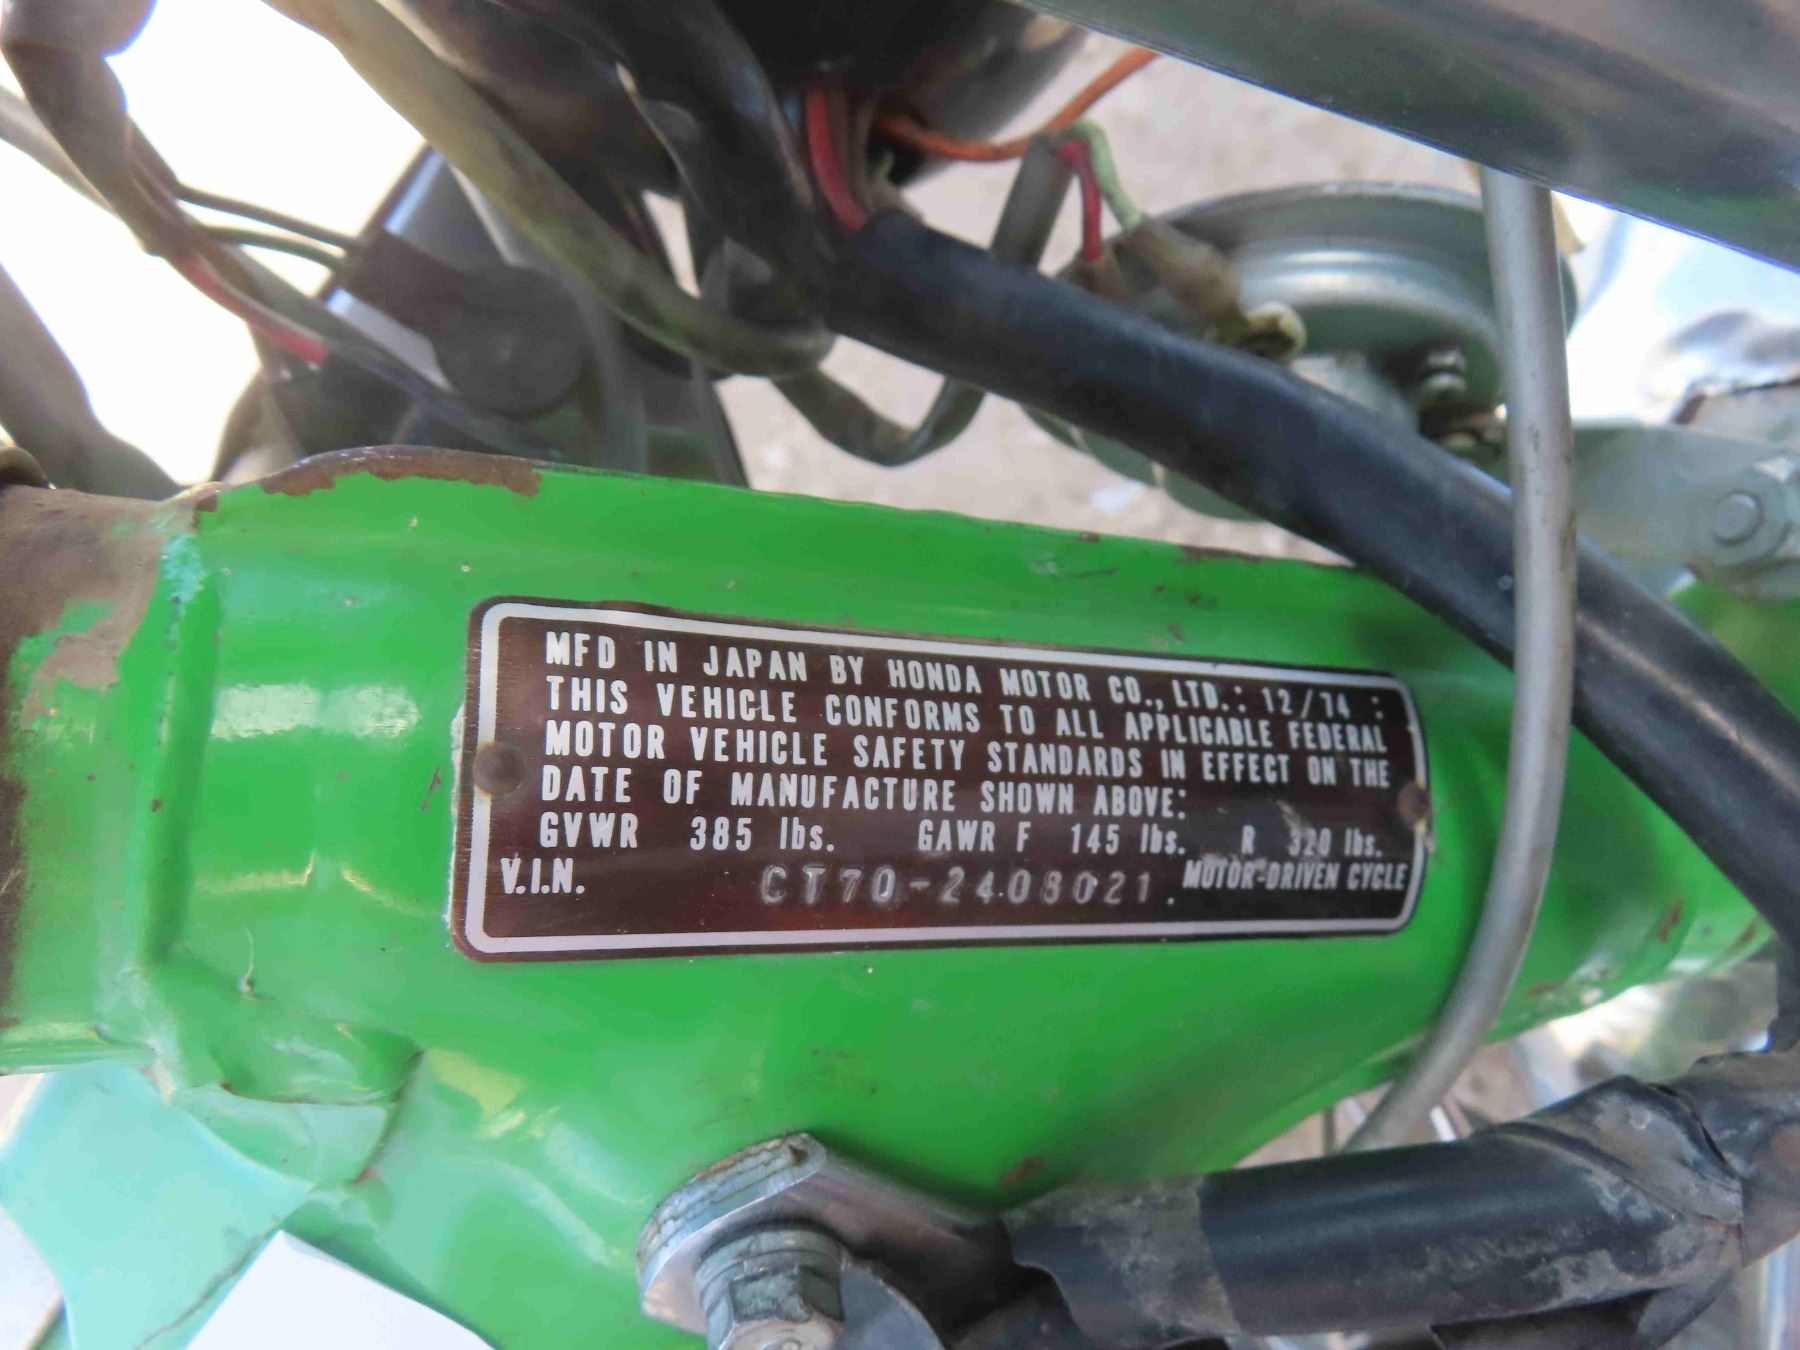 MFD IN JAPAN BY HONDA MOTOR CO., LTD.: 12/74 :
THIS VEHICLE CONFORMS TO ALL APPLICABLE FEDERAL
MOTOR VEHICLE SAFETY STANDARDS IN EFFECT ON THE
DATE OF MANUFACTURE SHOWN ABOVE:
GVWR 385 lbs. GAWR F 145 lbs. R 320 lbs.
V.I.N. CT70-2408021. MOTOR-DRIVEN CYCLE